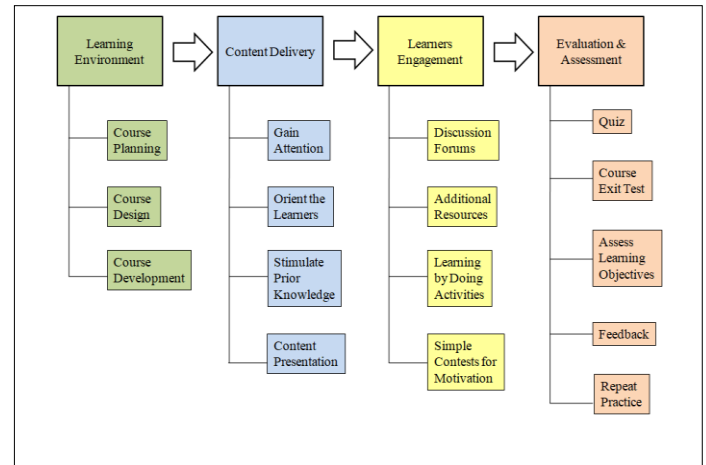 Learning
Environment
Content Delivery
Learners
Engagement
Evaluation &
Assessment
Course
Planning
Course
Design
Course
Development
Gain
Attention
Orient the
Learners
Stimulate
Prior
Knowledge
Content
Presentation
Discussion
Forums
Additional
Resources
Learning
by Doing
Activities
Simple
Contests for
Motivation
Quiz
Course
Exit Test
Assess
Learning
Objectives
Feedback
Repeat
Practice